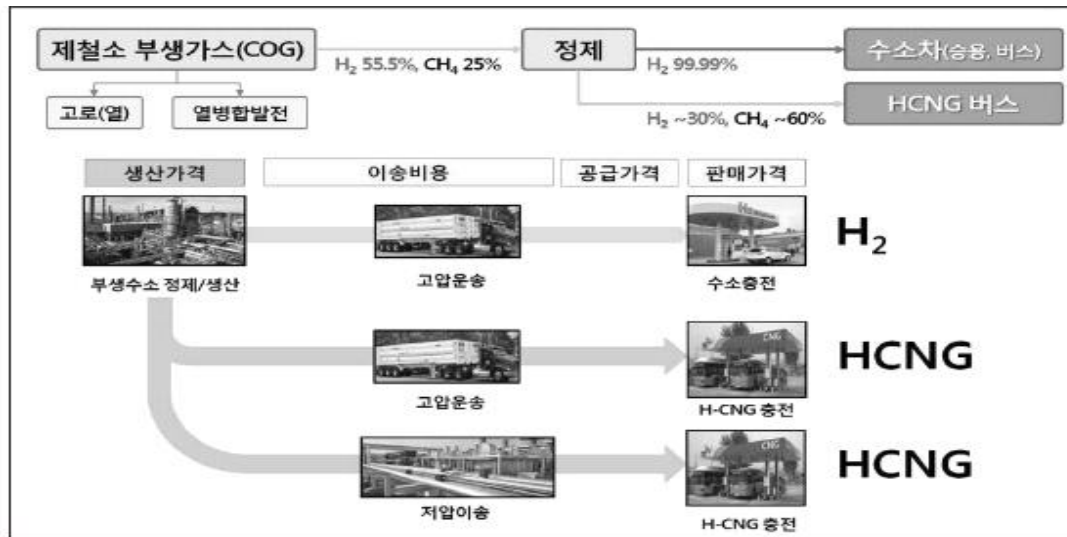 제철소 부생가스(COG)
H₂ 55.5%, CH₄ 25%
정제
H₂ 99.99%
수소차(승용, 버스)
고로(열)
열병합발전
H₂ ~30%, CH₄ ~60%
HCNG 버스
생산가격
이송비용
공급가격
판매가격
H₂
부생수소 정제/생산
고압운송
수소충전
CNG
HCNG
고압운송
H-CNG 충전
CNG
HCNG
저압이송
H-CNG 충전